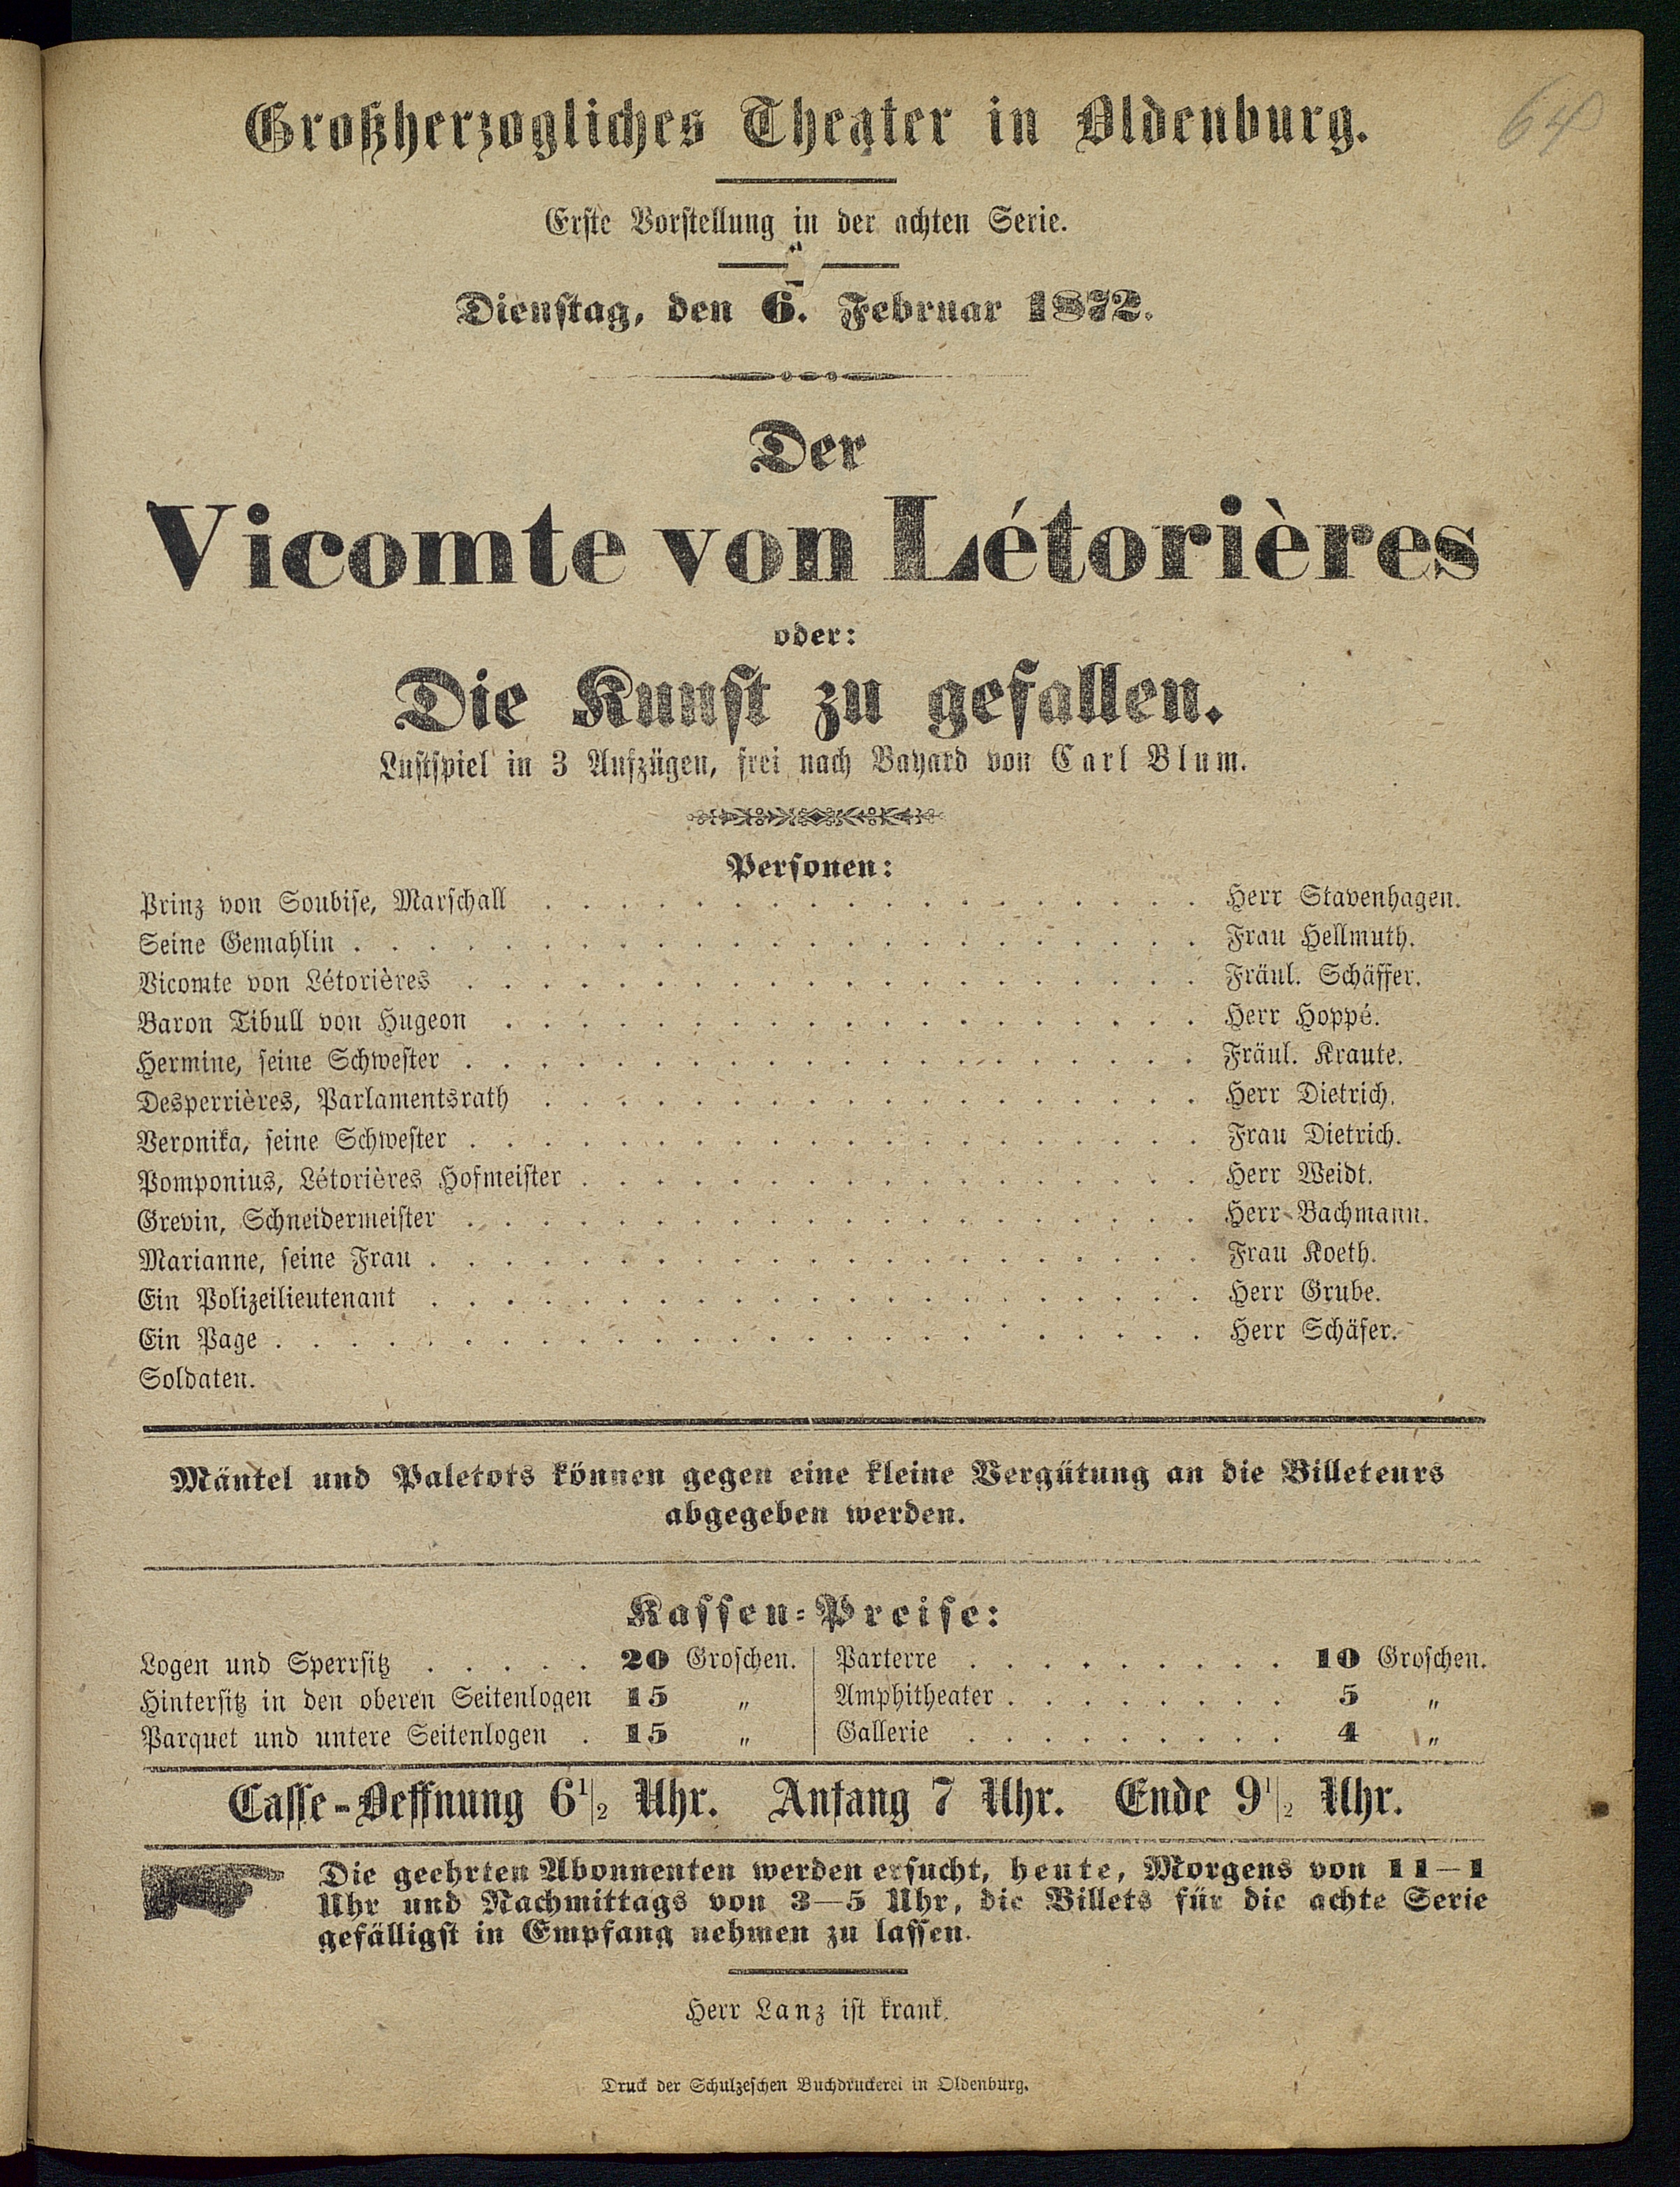 64
Großherzogliches Theater in Oldenburg.
Erste Vorstellung in der achten Serie.
Dienstag, den 6. Februar 1872.
Der
Vicomte von Létorières
oder:
Die Kunst zu gefallen.
Lustspiel in 3 Aufzügen, frei nach Bayard von Carl Blum.
Personen:
Prinz von Soubise, Marschall . . . . . . . . . . . . . . . . . . Herr Stavenhagen.
Seine Gemahlin . . . . . . . . . . . . . . . . . . . . . . . Frau Hellmuth.
Vicomte von Létorières . . . . . . . . . . . . . . . . . . . . Fräul. Schäffer.
Baron Tibull von Hugeon . . . . . . . . . . . . . . . . . . . Herr Hoppé.
Hermine, seine Schwester . . . . . . . . . . . . . . . . . . . . Fräul. Kraute.
Desperrières, Parlamentsrath . . . . . . . . . . . . . . . . . . Herr Dietrich.
Veronika, seine Schwester . . . . . . . . . . . . . . . . . . . . Frau Dietrich.
Pomponius, Létorières Hofmeister . . . . . . . . . . . . . . . . . Herr Weidt.
Grevin, Schneidermeister . . . . . . . . . . . . . . . . . . . . Herr Bachmann.
Marianne, seine Frau . . . . . . . . . . . . . . . . . . . . . Frau Koeth.
Ein Polizeilieutenant . . . . . . . . . . . . . . . . . . . . . Herr Grube.
Ein Page . . . . . . . . . . . . . . . . . . . . . . . . . Herr Schäfer.
Soldaten.
Mäntel und Paletots können gegen eine kleine Vergütung an die Billeteurs
abgegeben werden.
Kassen-Preise:
Logen und Sperrsitz . . . . . 20 Groschen. Parterre . . . . . . . . . 10 Groschen.
Hintersitz in den oberen Seitenlogen 15 „ Amphitheater . . . . . . . . 5 „
Parquet und untere Seitenlogen . 15 „ Gallerie . . . . . . . . . 4 „
Casse-Oeffnung 6 1/2 Uhr. Anfang 7 Uhr. Ende 9 1/2 Uhr.
Die geehrten Abonnenten werden ersucht, heute, Morgens von 11—1
Uhr und Nachmittags von 3—5 Uhr, die Billets für die achte Serie
gefälligst in Empfang nehmen zu lassen.
Herr Lanz ist krank.
Druck der Schulzeschen Buchdruckerei in Oldenburg.